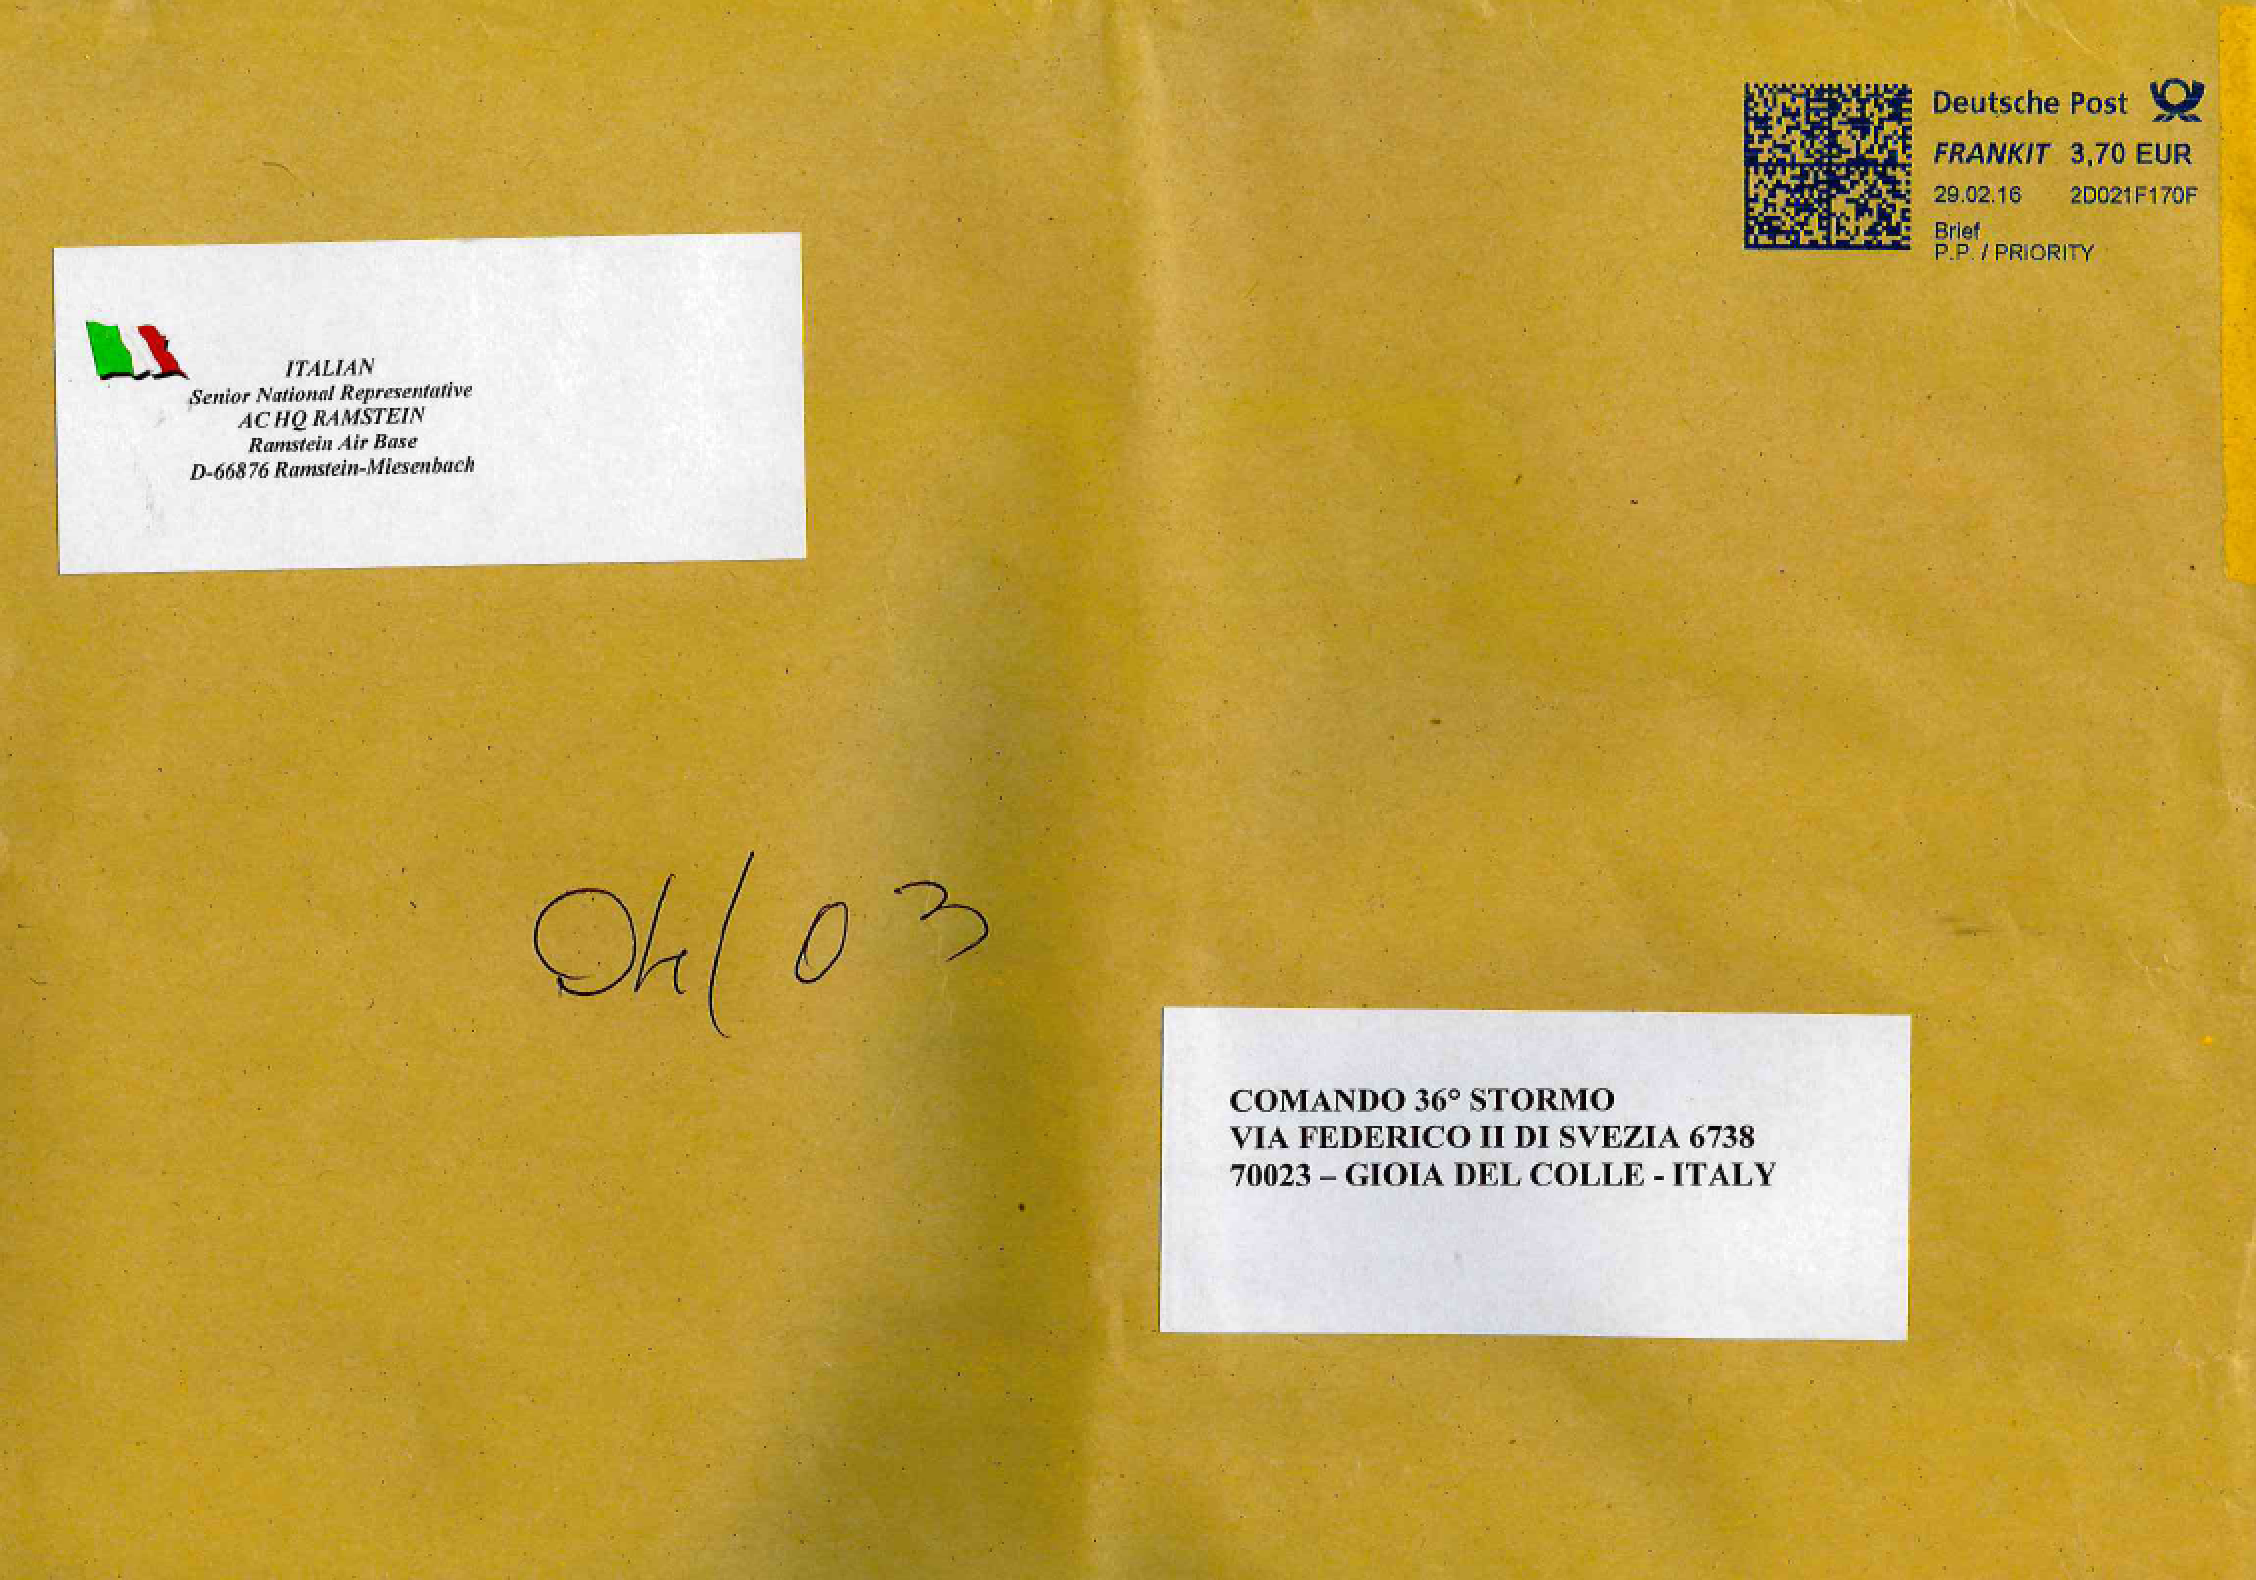 Deutsche Post
FRANKIT 3,70 EUR
29.02.16 2D021F170F
Brief
P.P. / PRIORITY
ITALIAN
Senior National Representative
AC HQ RAMSTEIN
Ramstein Air Base
D-66876 Ramstein-Miesenbach
04/03
COMANDO 36° STORMO
VIA FEDERICO II DI SVEZIA 6738
70023 – GIOIA DEL COLLE - ITALY